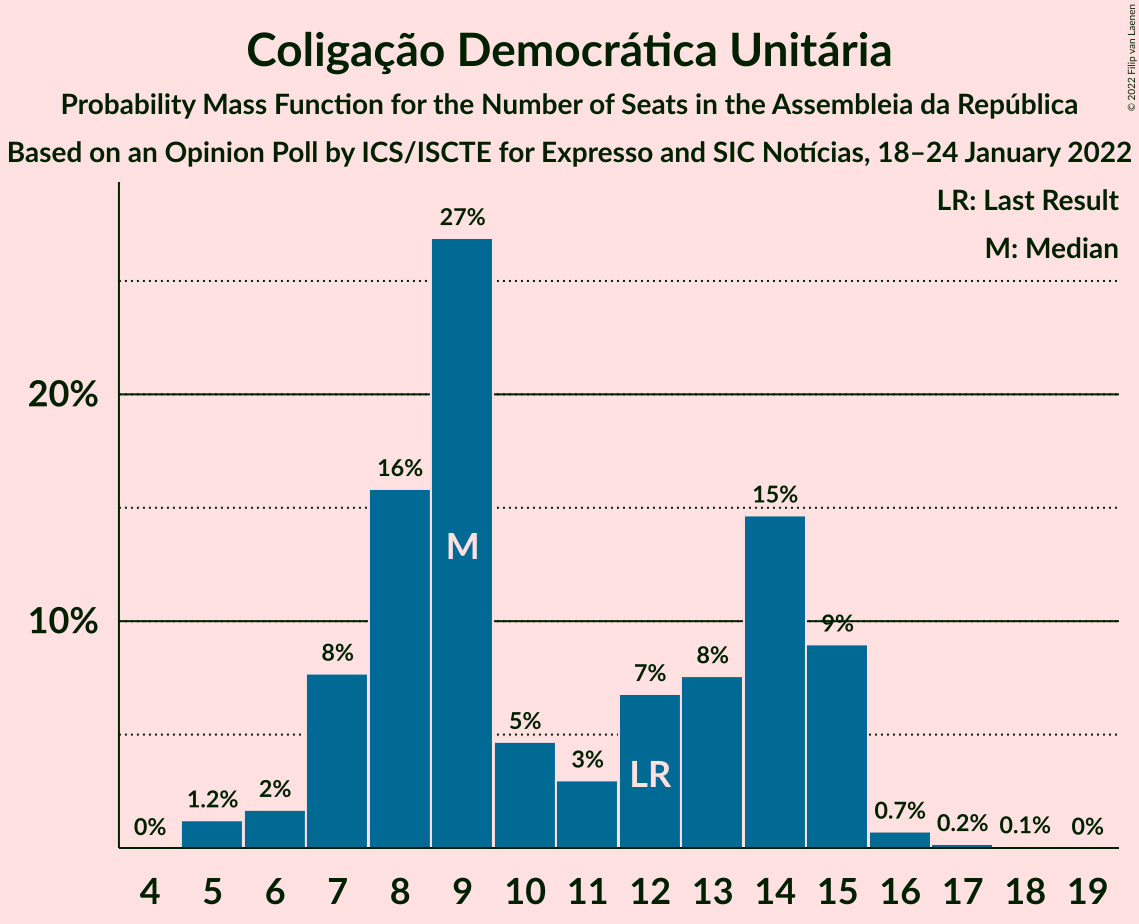 Coligação Democrática Unitária
Probability Mass Function for the Number of Seats in the Assembleia da República
Based on an Opinion Poll by ICS/ISCTE for Expresso and SIC Notícias, 18–24 January 2022
© 2022 Filip van Laenen
LR: Last Result
M: Median
27%
20%
16%
15%
M
10%
9%
8%
8%
7%
5%
3%
LR
2%
1.2%
0%
0.7%
0.2%
0.1%
0%
4 5 6 7 8 9 10 11 12 13 14 15 16 17 18 19